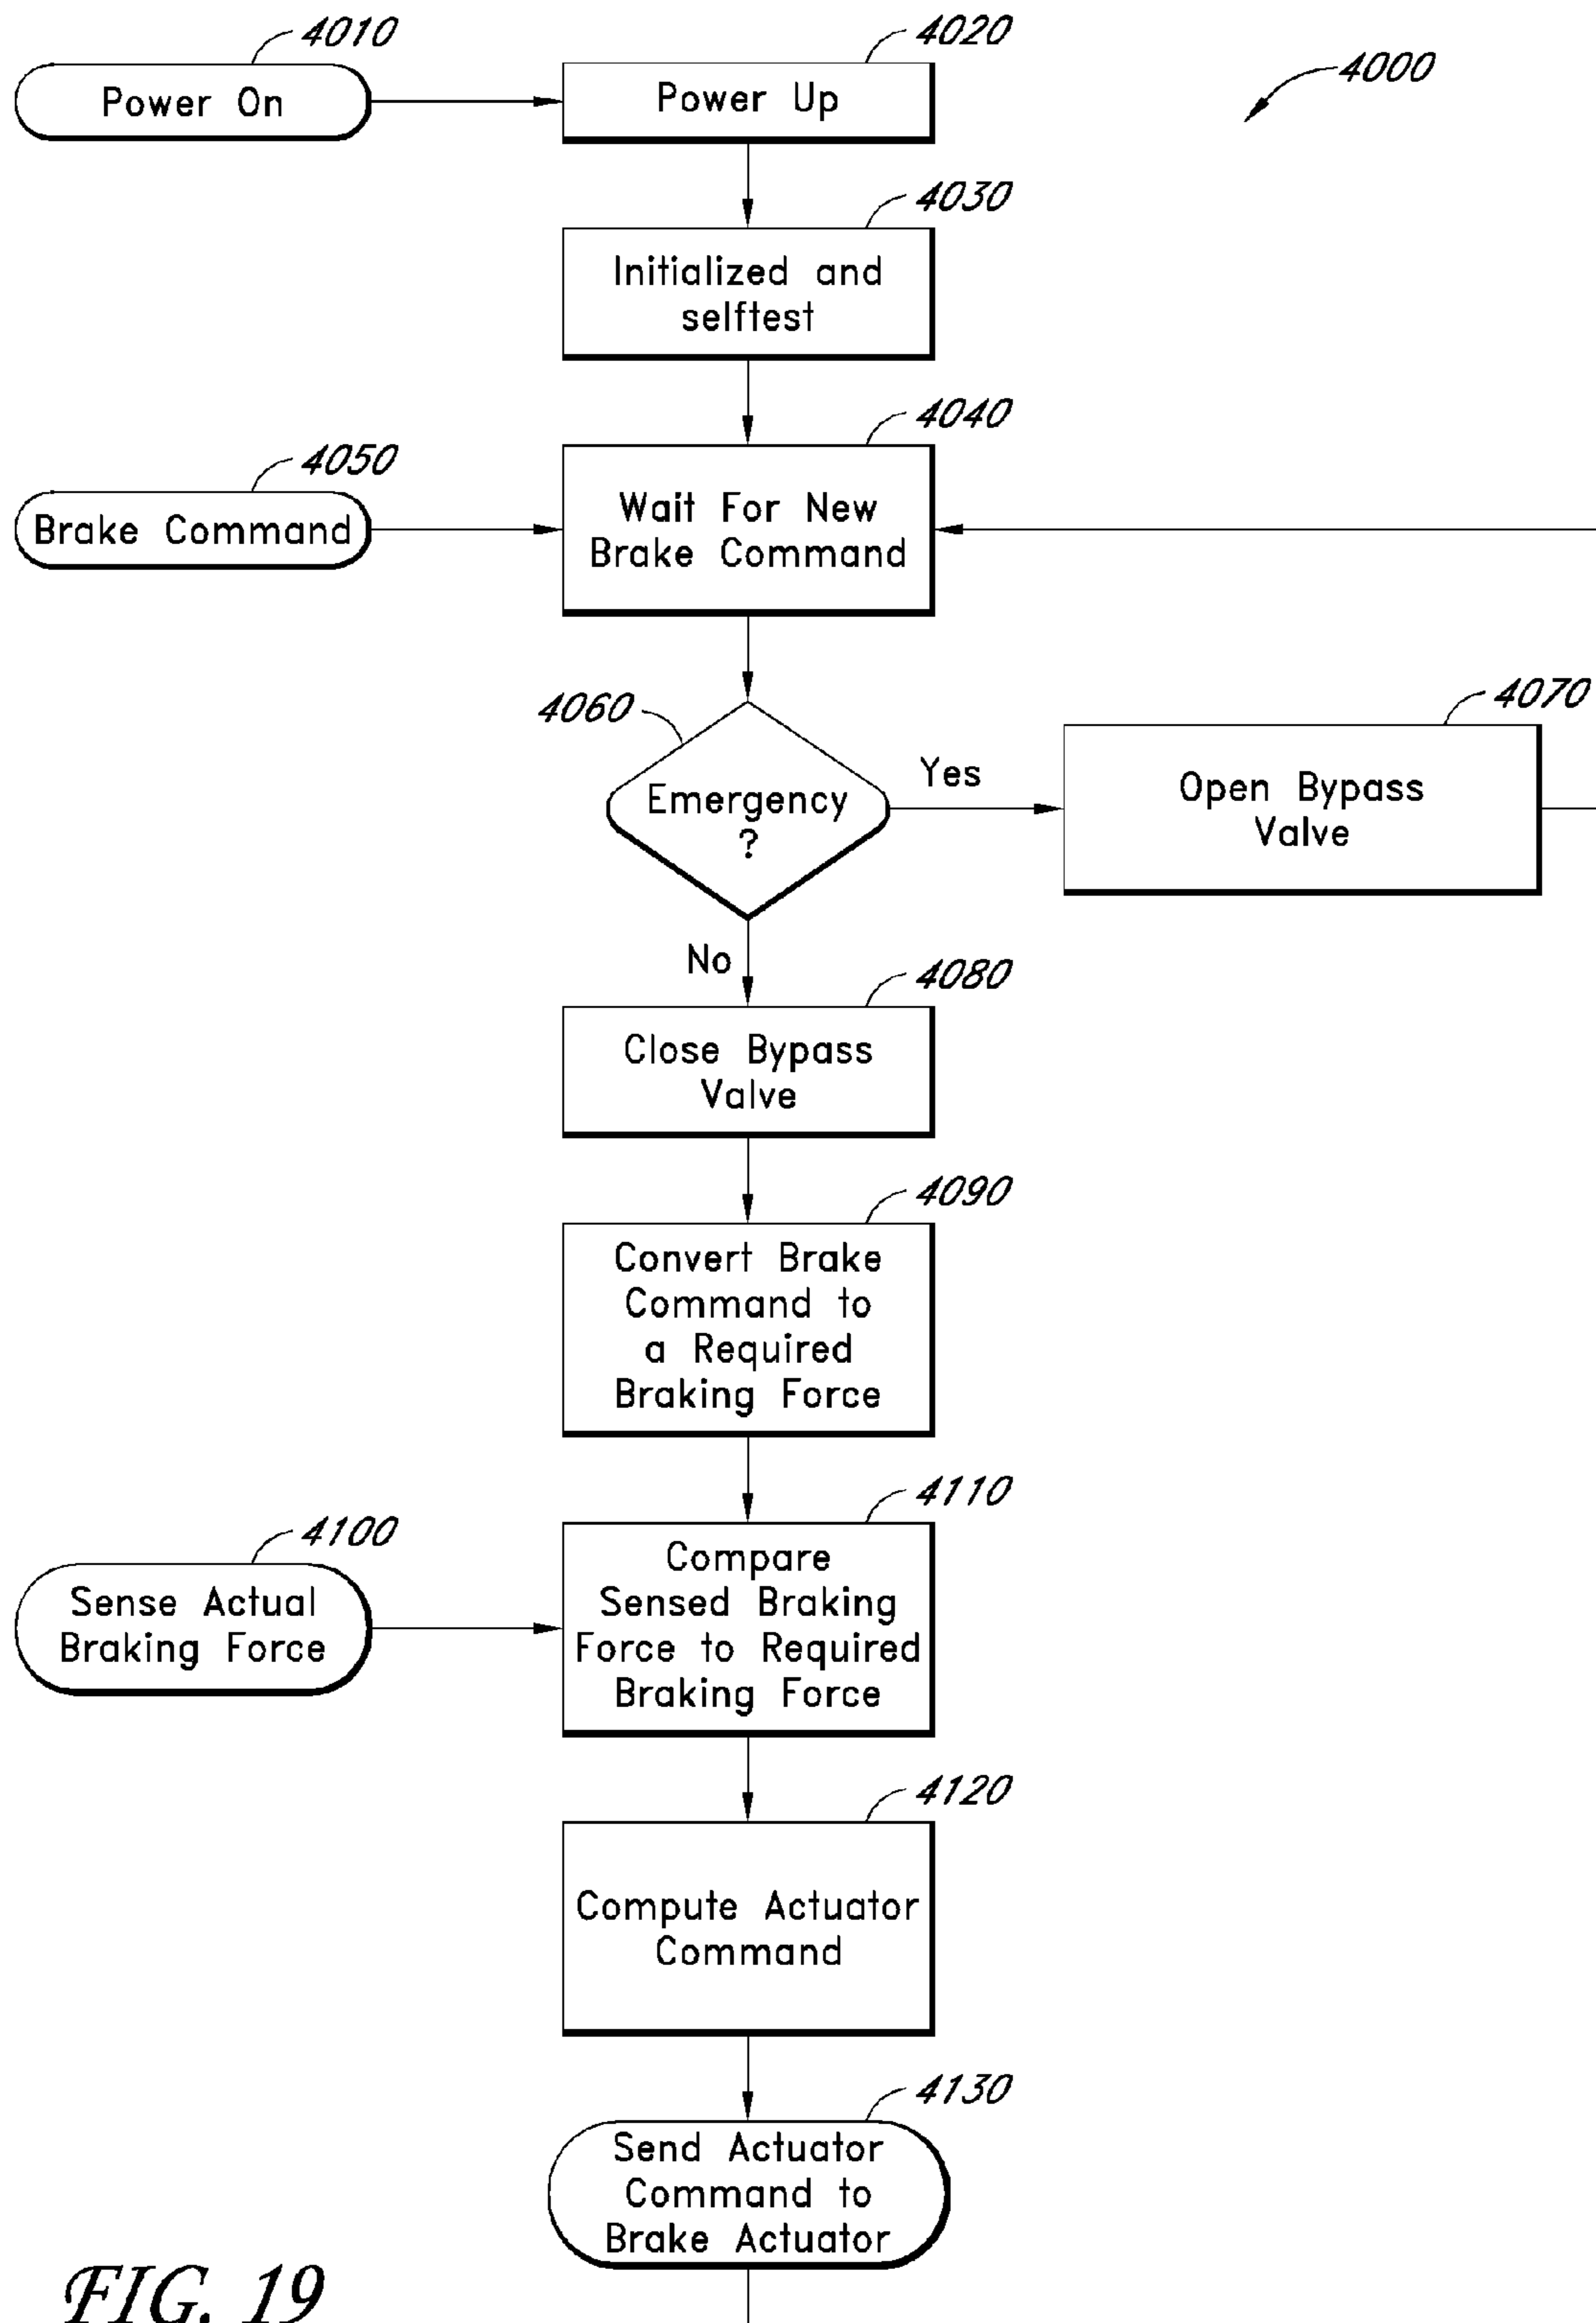 4010
Power On
4020
Power Up
4000
4030
Initialized and
selftest
4040
Wait For New
Brake Command
4050
Brake Command
4060
Emergency
?
Yes
4070
Open Bypass
Valve
No
4080
Close Bypass
Valve
4090
Convert Brake
Command to
a Required
Braking Force
4100
Sense Actual
Braking Force
4110
Compare
Sensed Braking
Force to Required
Braking Force
4120
Compute Actuator
Command
4130
Send Actuator
Command to
Brake Actuator
FIG. 19